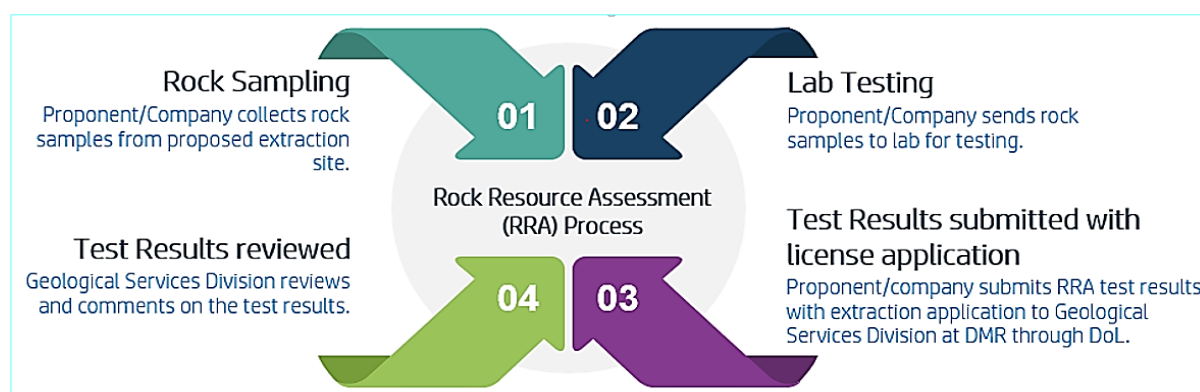 Rock Sampling
Proponent/Company collects rock
samples from proposed extraction
site.
01
02
Lab Testing
Proponent/Company sends rock
samples to lab for testing.
Rock Resource Assessment
(RRA) Process
Test Results submitted with
license application
Proponent/company submits RRA test results
with extraction application to Geological
Services Division at DMR through DoL.
03
04
Test Results reviewed
Geological Services Division reviews
and comments on the test results.